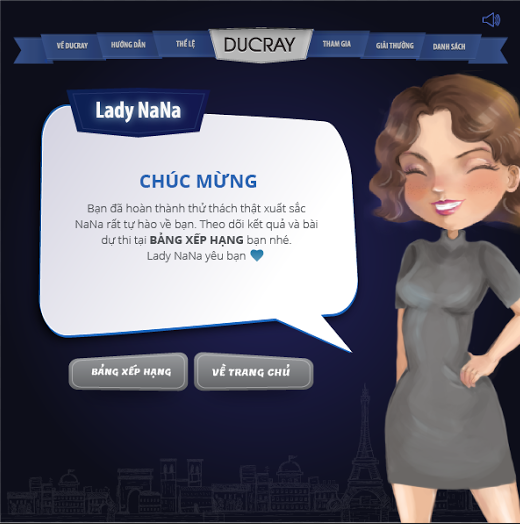 VỀ DUCRAY
HƯỚNG DẪN
THỂ LỆ
DUCRAY
THAM GIA
GIẢI THƯỞNG
DANH SÁCH
Lady NaNa
CHÚC MỪNG
Bạn đã hoàn thành thử thách thật xuất sắc
NaNa rất tự hào về bạn. Theo dõi kết quả và bài
dự thi tại BẢNG XẾP HẠNG bạn nhé.
Lady NaNa yêu bạn
BẢNG XẾP HẠNG
VỀ TRANG CHỦ